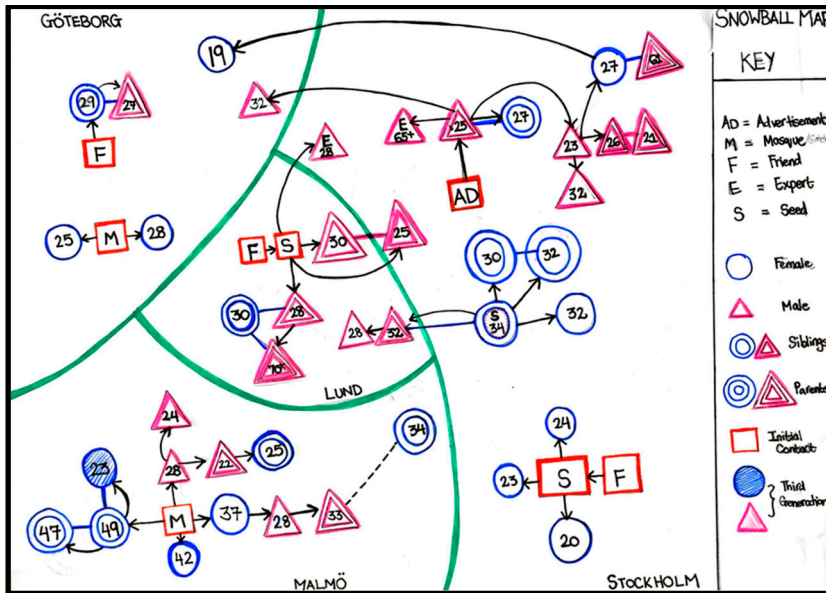 GÖTEBORG
SNOWBALL MAP
KEY
AD = Advertisement
M = Mosque
F = Friend
E = Expert
S = Seed
Female
Male
Siblings
Parents
Initial
Contact
Third
Generation
19
27
29
27
32
E
65+
25
27
E
28
23
26
21
F
32
AD
25
M
28
F
S
30
25
30
32
30
28
28
32
S
34
32
70+
LUND
24
34
24
23
28
22
25
S
F
23
47
49
M
37
28
33
42
20
MALMÖ
STOCKHOLM